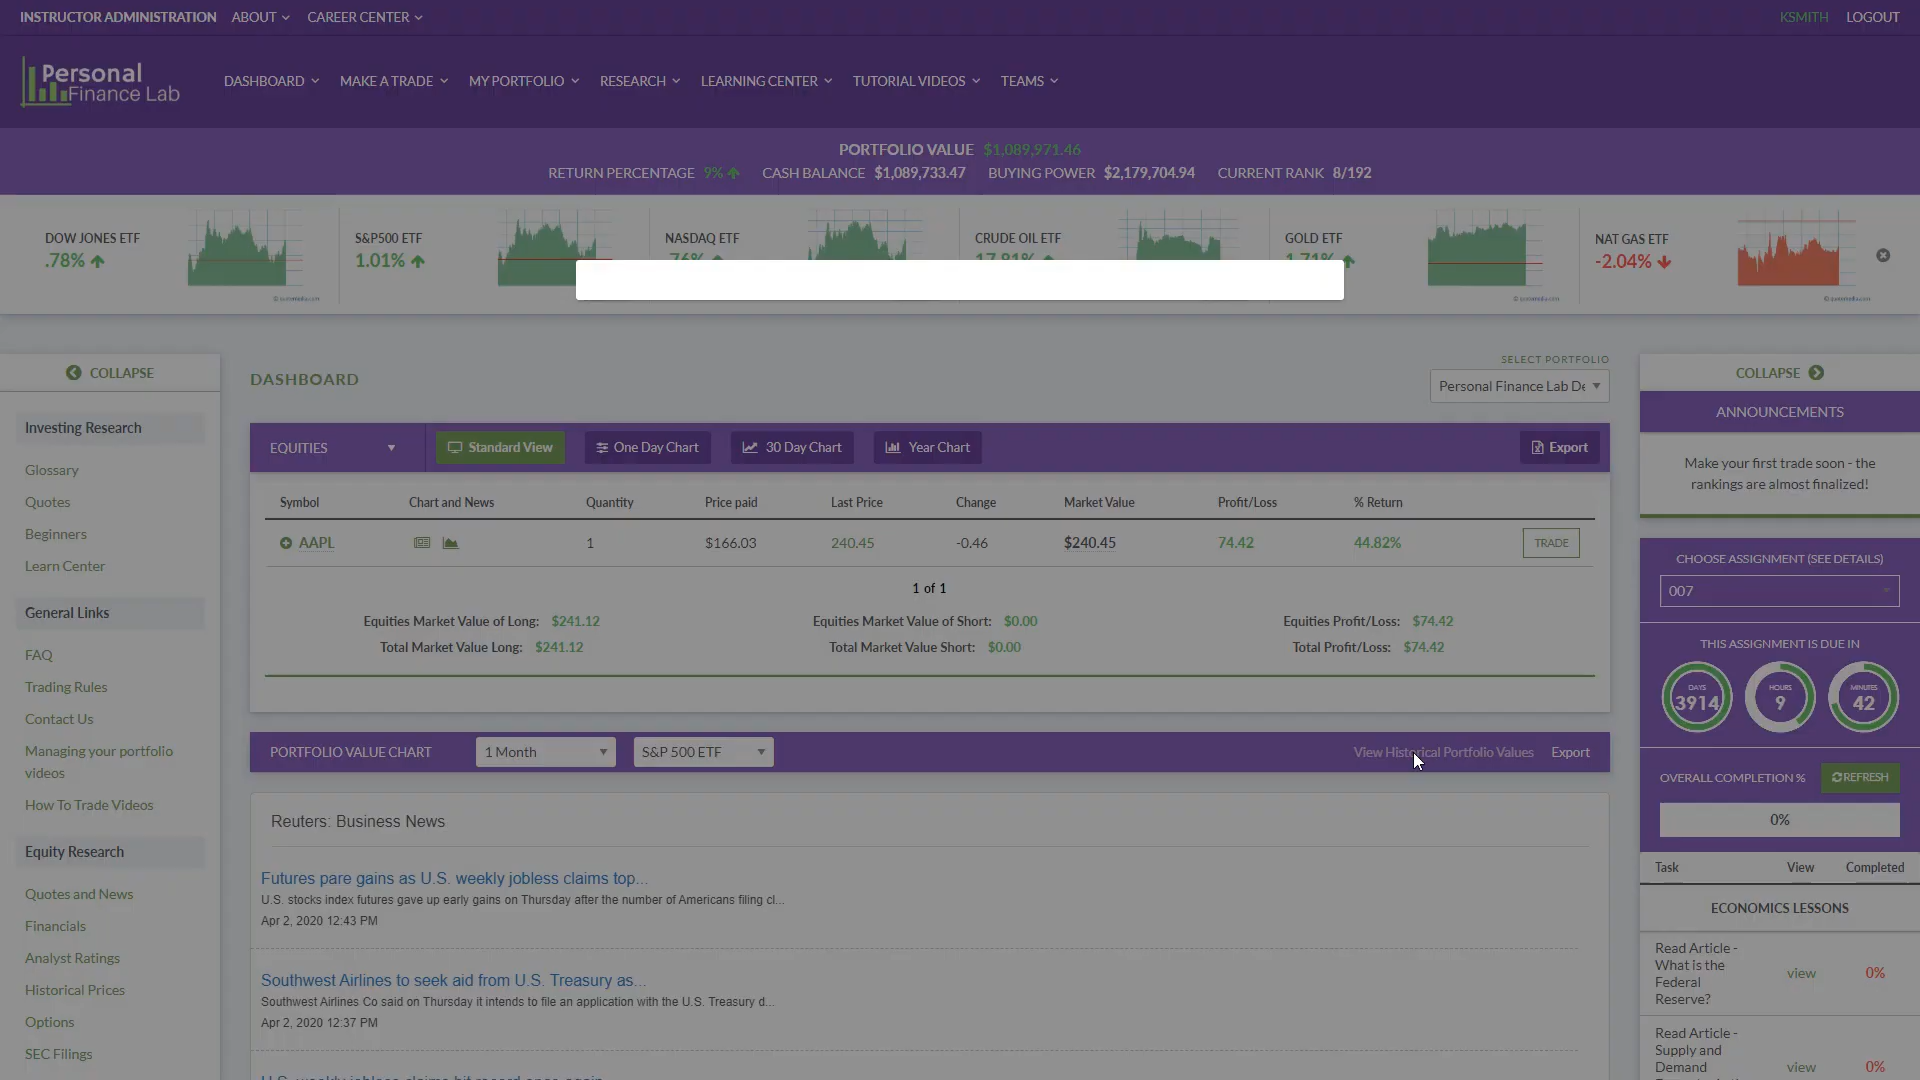 INSTRUCTOR ADMINISTRATION ABOUT CAREER CENTER KSMITH LOGOUT
Personal
Finance Lab
DASHBOARD MAKE A TRADE MY PORTFOLIO RESEARCH LEARNING CENTER TUTORIAL VIDEOS TEAMS
PORTFOLIO VALUE $1,089,971.46
RETURN PERCENTAGE 9% CASH BALANCE $1,089,733.47 BUYING POWER $2,179,704.94 CURRENT RANK 8/192
DOW JONES ETF
.78%
S&P500 ETF
1.01%
NASDAQ ETF
.76%
CRUDE OIL ETF
17.81%
GOLD ETF
1.71%
NAT GAS ETF
-2.04%
COLLAPSE
Investing Research
Glossary
Quotes
Beginners
Learn Center
General Links
FAQ
Trading Rules
Contact Us
Managing your portfolio
videos
How To Trade Videos
Equity Research
Quotes and News
Financials
Analyst Ratings
Historical Prices
Options
SEC Filings
DASHBOARD
SELECT PORTFOLIO
Personal Finance Lab De
EQUITIES Standard View One Day Chart 30 Day Chart Year Chart Export
Symbol Chart and News Quantity Price paid Last Price Change Market Value Profit/Loss % Return
AAPL 1 $166.03 240.45 -0.46 $240.45 74.42 44.82% TRADE
1 of 1
Equities Market Value of Long: $241.12 Equities Market Value of Short: $0.00 Equities Profit/Loss: $74.42
Total Market Value Long: $241.12 Total Market Value Short: $0.00 Total Profit/Loss: $74.42
PORTFOLIO VALUE CHART 1 Month S&P 500 ETF View Historical Portfolio Values Export
Reuters: Business News
Futures pare gains as U.S. weekly jobless claims top...
U.S. stocks index futures gave up early gains on Thursday after the number of Americans filing cl...
Apr 2, 2020 12:43 PM
Southwest Airlines to seek aid from U.S. Treasury as...
Southwest Airlines Co said on Thursday it intends to file an application with the U.S. Treasury d...
Apr 2, 2020 12:37 PM
COLLAPSE
ANNOUNCEMENTS
Make your first trade soon - the
rankings are almost finalized!
CHOOSE ASSIGNMENT (SEE DETAILS)
007
THIS ASSIGNMENT IS DUE IN
DAYS HOURS MINUTES
3914 9 42
OVERALL COMPLETION % REFRESH
0%
Task View Completed
ECONOMICS LESSONS
Read Article -
What is the
Federal
Reserve?
view 0%
Read Article -
Supply and
Demand
view 0%